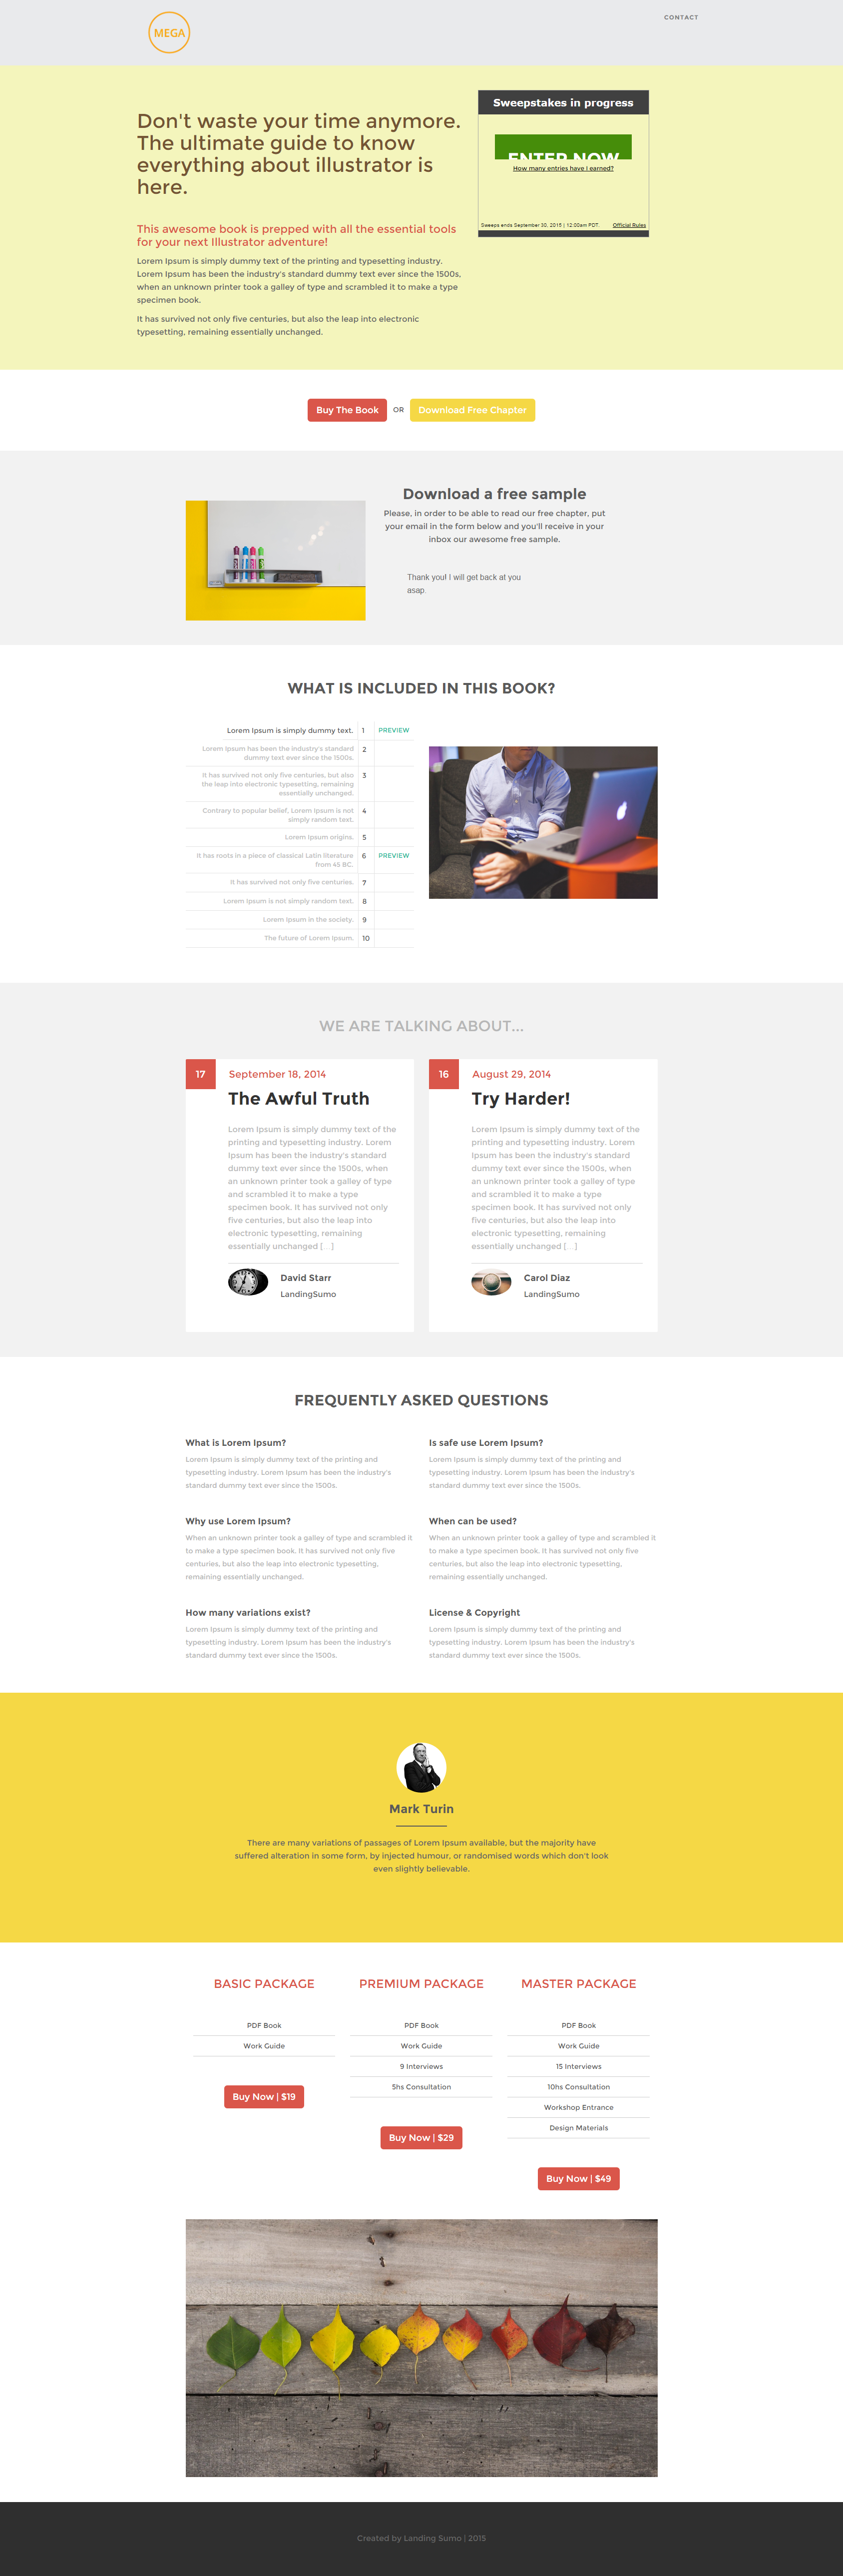 MEGA
CONTACT
Don't waste your time anymore.
The ultimate guide to know
everything about illustrator is
here.
This awesome book is prepped with all the essential tools
for your next Illustrator adventure!
Lorem Ipsum is simply dummy text of the printing and typesetting industry.
Lorem Ipsum has been the industry's standard dummy text ever since the 1500s,
when an unknown printer took a galley of type and scrambled it to make a type
specimen book.
It has survived not only five centuries, but also the leap into electronic
typesetting, remaining essentially unchanged.
Sweepstakes in progress
ENTER NOW
How many entries have I earned?
Sweeps ends September 30, 2015 | 12:00am PDT. Official Rules
Buy The Book OR Download Free Chapter
Download a free sample
Please, in order to be able to read our free chapter, put
your email in the form below and you'll receive in your
inbox our awesome free sample.
Thank you! I will get back at you
asap.
WHAT IS INCLUDED IN THIS BOOK?
Lorem Ipsum is simply dummy text. 1 PREVIEW
Lorem Ipsum has been the industry's standard 2
dummy text ever since the 1500s.
It has survived not only five centuries, but also 3
the leap into electronic typesetting, remaining
essentially unchanged.
Contrary to popular belief, Lorem Ipsum is not 4
simply random text.
Lorem Ipsum origins. 5
It has roots in a piece of classical Latin literature 6 PREVIEW
from 45 BC.
It has survived not only five centuries. 7
Lorem Ipsum is not simply random text. 8
Lorem Ipsum in the society. 9
The future of Lorem Ipsum. 10
WE ARE TALKING ABOUT...
17 September 18, 2014
The Awful Truth
Lorem Ipsum is simply dummy text of the
printing and typesetting industry. Lorem
Ipsum has been the industry's standard
dummy text ever since the 1500s, when
an unknown printer took a galley of type
and scrambled it to make a type
specimen book. It has survived not only
five centuries, but also the leap into
electronic typesetting, remaining
essentially unchanged [...]
David Starr
LandingSumo
16 August 29, 2014
Try Harder!
Lorem Ipsum is simply dummy text of the
printing and typesetting industry. Lorem
Ipsum has been the industry's standard
dummy text ever since the 1500s, when
an unknown printer took a galley of type
and scrambled it to make a type
specimen book. It has survived not only
five centuries, but also the leap into
electronic typesetting, remaining
essentially unchanged [...]
Carol Diaz
LandingSumo
FREQUENTLY ASKED QUESTIONS
What is Lorem Ipsum?
Lorem Ipsum is simply dummy text of the printing and
typesetting industry. Lorem Ipsum has been the industry's
standard dummy text ever since the 1500s.
Is safe use Lorem Ipsum?
Lorem Ipsum is simply dummy text of the printing and
typesetting industry. Lorem Ipsum has been the industry's
standard dummy text ever since the 1500s.
Why use Lorem Ipsum?
When an unknown printer took a galley of type and scrambled it
to make a type specimen book. It has survived not only five
centuries, but also the leap into electronic typesetting,
remaining essentially unchanged.
When can be used?
When an unknown printer took a galley of type and scrambled it
to make a type specimen book. It has survived not only five
centuries, but also the leap into electronic typesetting,
remaining essentially unchanged.
How many variations exist?
Lorem Ipsum is simply dummy text of the printing and
typesetting industry. Lorem Ipsum has been the industry's
standard dummy text ever since the 1500s.
License & Copyright
Lorem Ipsum is simply dummy text of the printing and
typesetting industry. Lorem Ipsum has been the industry's
standard dummy text ever since the 1500s.
Mark Turin
There are many variations of passages of Lorem Ipsum available, but the majority have
suffered alteration in some form, by injected humour, or randomised words which don't look
even slightly believable.
BASIC PACKAGE
PDF Book
Work Guide
Buy Now | $19
PREMIUM PACKAGE
PDF Book
Work Guide
9 Interviews
5hs Consultation
Buy Now | $29
MASTER PACKAGE
PDF Book
Work Guide
15 Interviews
10hs Consultation
Workshop Entrance
Design Materials
Buy Now | $49
Created by Landing Sumo | 2015